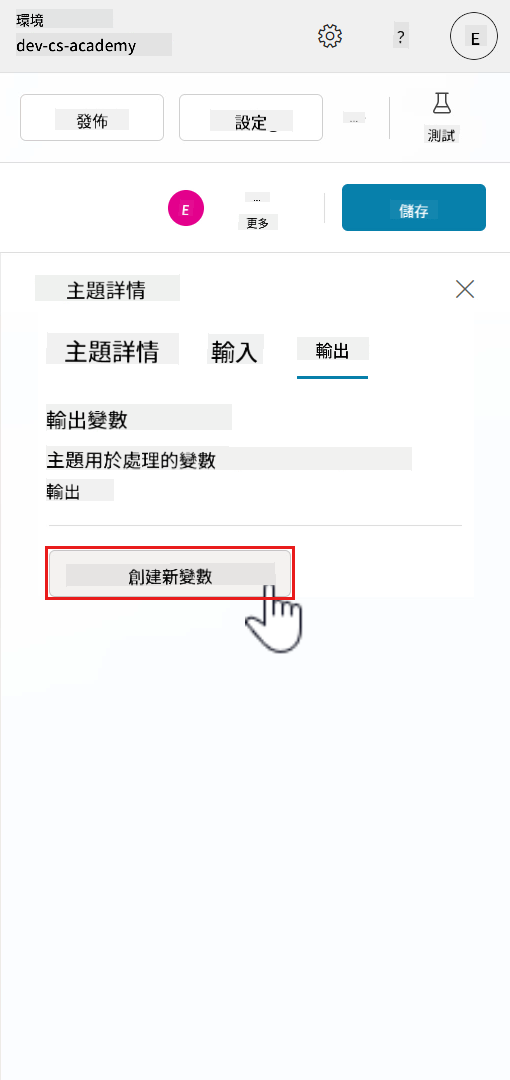 環境
dev-cs-academy
?
E
發佈
設定
...
測試
E
...
更多
儲存
主題詳情
主題詳情
輸入
輸出
輸出變數
主題用於處理的變數
輸出
創建新變數